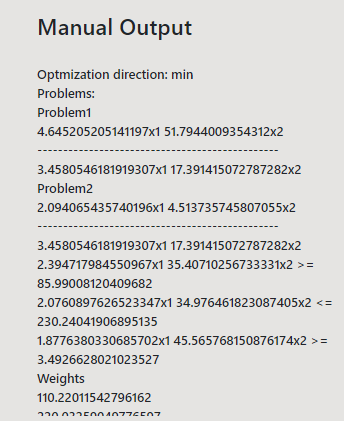 Manual Output
Optmization direction: min
Problems:
Problem1
4.645205205141197x1 51.7944009354312x2
-----------------------------------------------
3.4580546181919307x1 17.391415072787282x2
Problem2
2.094065435740196x1 4.513735745807055x2
-----------------------------------------------
3.4580546181919307x1 17.391415072787282x2
2.394717984550967x1 35.40710256733331x2 >=
85.99008120409682
2.0760897626523347x1 34.976461823087405x2 <=
230.24041906895135
1.8776380330685702x1 45.565768150876174x2 >=
3.4926628021023527
Weights
110.22011542796162